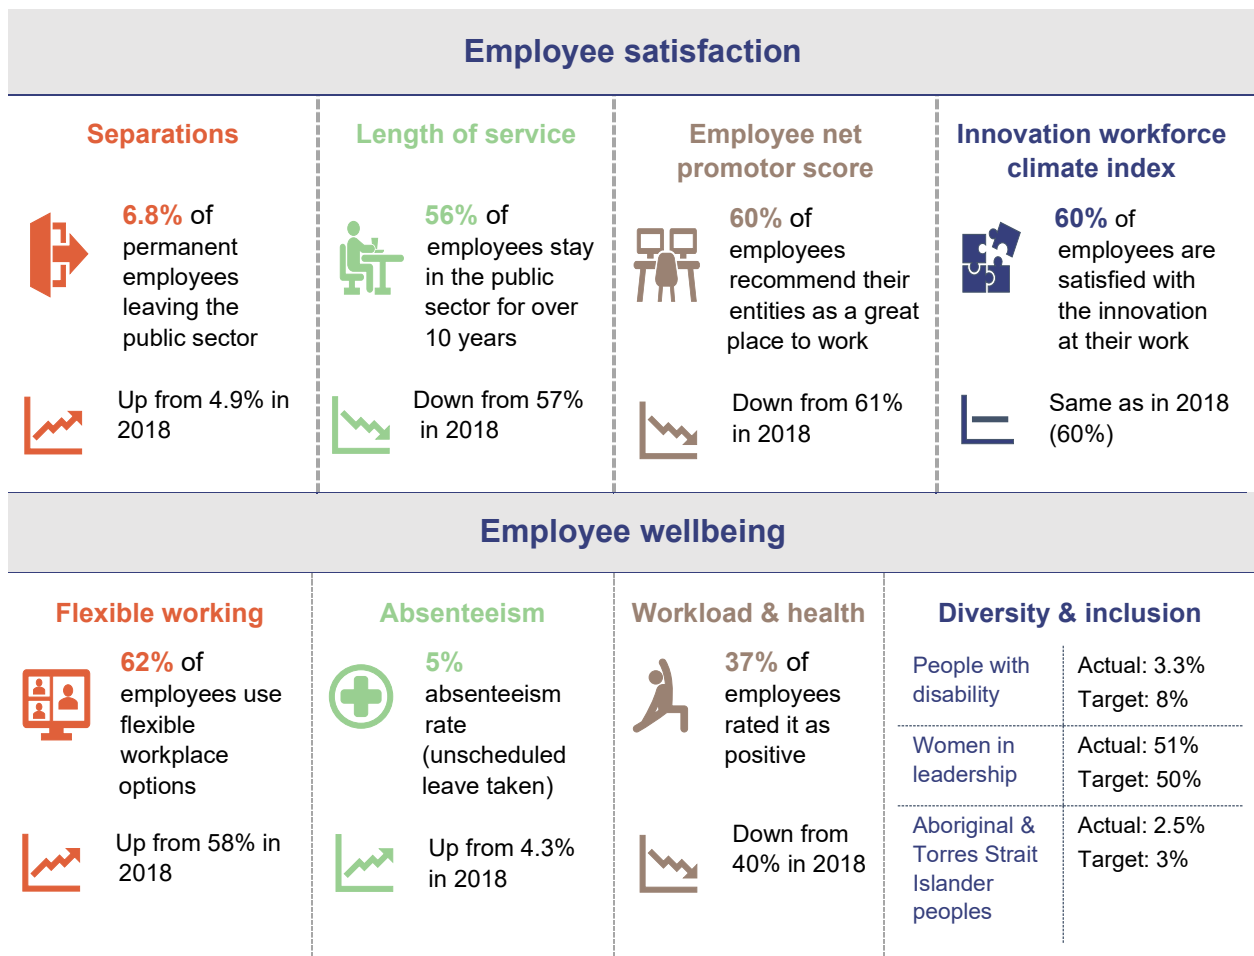 Employee satisfaction
Separations
6.8% of
permanent
employees
leaving the
public sector
Up from 4.9% in
2018
Length of service
56% of
employees stay
in the public
sector for over
10 years
Down from 57%
in 2018
Employee net
promotor score
60% of
employees
recommend their
entities as a great
place to work
Down from 61%
in 2018
Innovation workforce
climate index
60% of
employees are
satisfied with
the innovation
at their work
Same as in 2018
(60%)
Employee wellbeing
Flexible working
62% of
employees use
flexible
workplace
options
Up from 58% in
2018
Absenteeism
5%
absenteeism
rate
(unscheduled
leave taken)
Up from 4.3%
in 2018
Workload & health
37% of
employees
rated it as
positive
Down from
40% in 2018
Diversity & inclusion
People with
disability
Actual: 3.3%
Target: 8%
Women in
leadership
Actual: 51%
Target: 50%
Aboriginal &
Torres Strait
Islander
peoples
Actual: 2.5%
Target: 3%